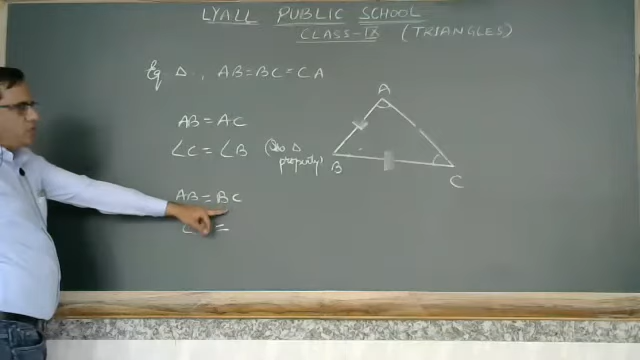 LYALL PUBLIC SCHOOL
CLASS-IX (TRIANGLES)
Eq. Δ., AB=BC=CA
AB=AC
∠C=∠B (Iso Δ
property)
AB=BC
=
A
B
C